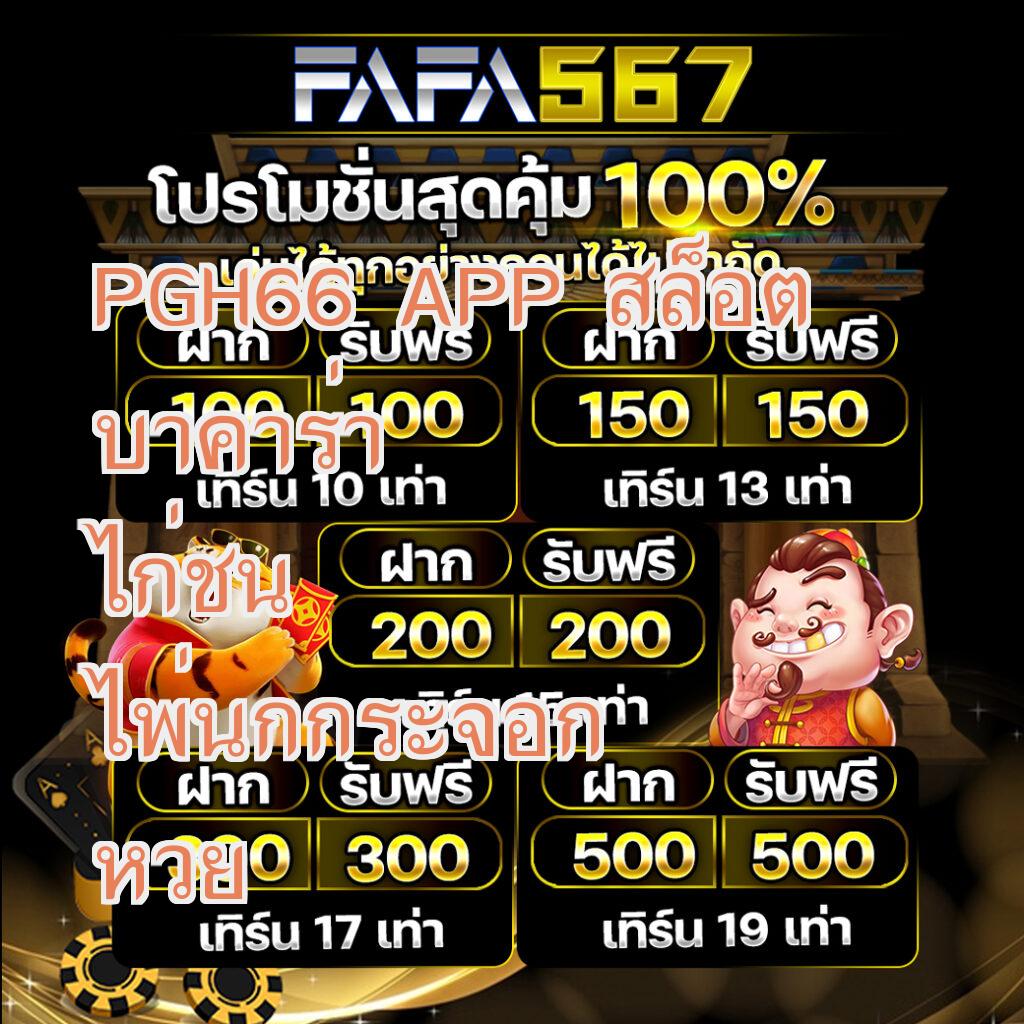 FAFA567
โปรโมชั่นสุดคุ้ม 100%
PGH66 APP สล็อต
ฝาก รับฟรี ฝาก รับฟรี
100 100 150 150
บาคาร่า
เทิร์น 10 เท่า เทิร์น 13 เท่า
ไก่ชน
ฝาก รับฟรี
200 200
ไพ่นกกระจอก
เท่า
ฝาก รับฟรี ฝาก รับฟรี
300 300 500 500
หวย
เทิร์น 17 เท่า เทิร์น 19 เท่า